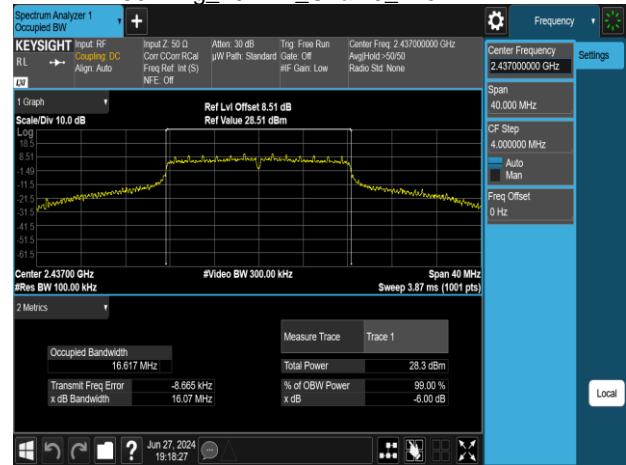 Spectrum Analyzer 1
Occupied BW
Frequency
KEYSIGHT
RL
Input: RF
Coupling: DC
Align: Auto
Input Z: 50 Ω
Corr CCorr RCal
Freq Ref: Int (S)
NFE: Off
Atten: 30 dB
µW Path: Standard
Trig: Free Run
Gate: Off
#IF Gain: Low
Center Freq: 2.437000000 GHz
Avg|Hold:>50/50
Radio Std: None
LXI
1 Graph
Scale/Div 10.0 dB
Ref Lvl Offset 8.51 dB
Ref Value 28.51 dBm
Log
18.5
8.51
-1.49
-11.5
-21.5
-31.5
-41.5
-51.5
-61.5
Center 2.43700 GHz
#Res BW 100.00 kHz
#Video BW 300.00 kHz
Span 40 MHz
Sweep 3.87 ms (1001 pts)
2 Metrics
Measure Trace
Trace 1
Occupied Bandwidth
16.617 MHz
Total Power
28.3 dBm
Transmit Freq Error
-8.665 kHz
% of OBW Power
99.00 %
x dB Bandwidth
16.07 MHz
x dB
-6.00 dB
Center Frequency
2.437000000 GHz
Settings
Span
40.000 MHz
CF Step
4.000000 MHz
Auto
Man
Freq Offset
0 Hz
Local
?
Jun 27, 2024
19:18:27